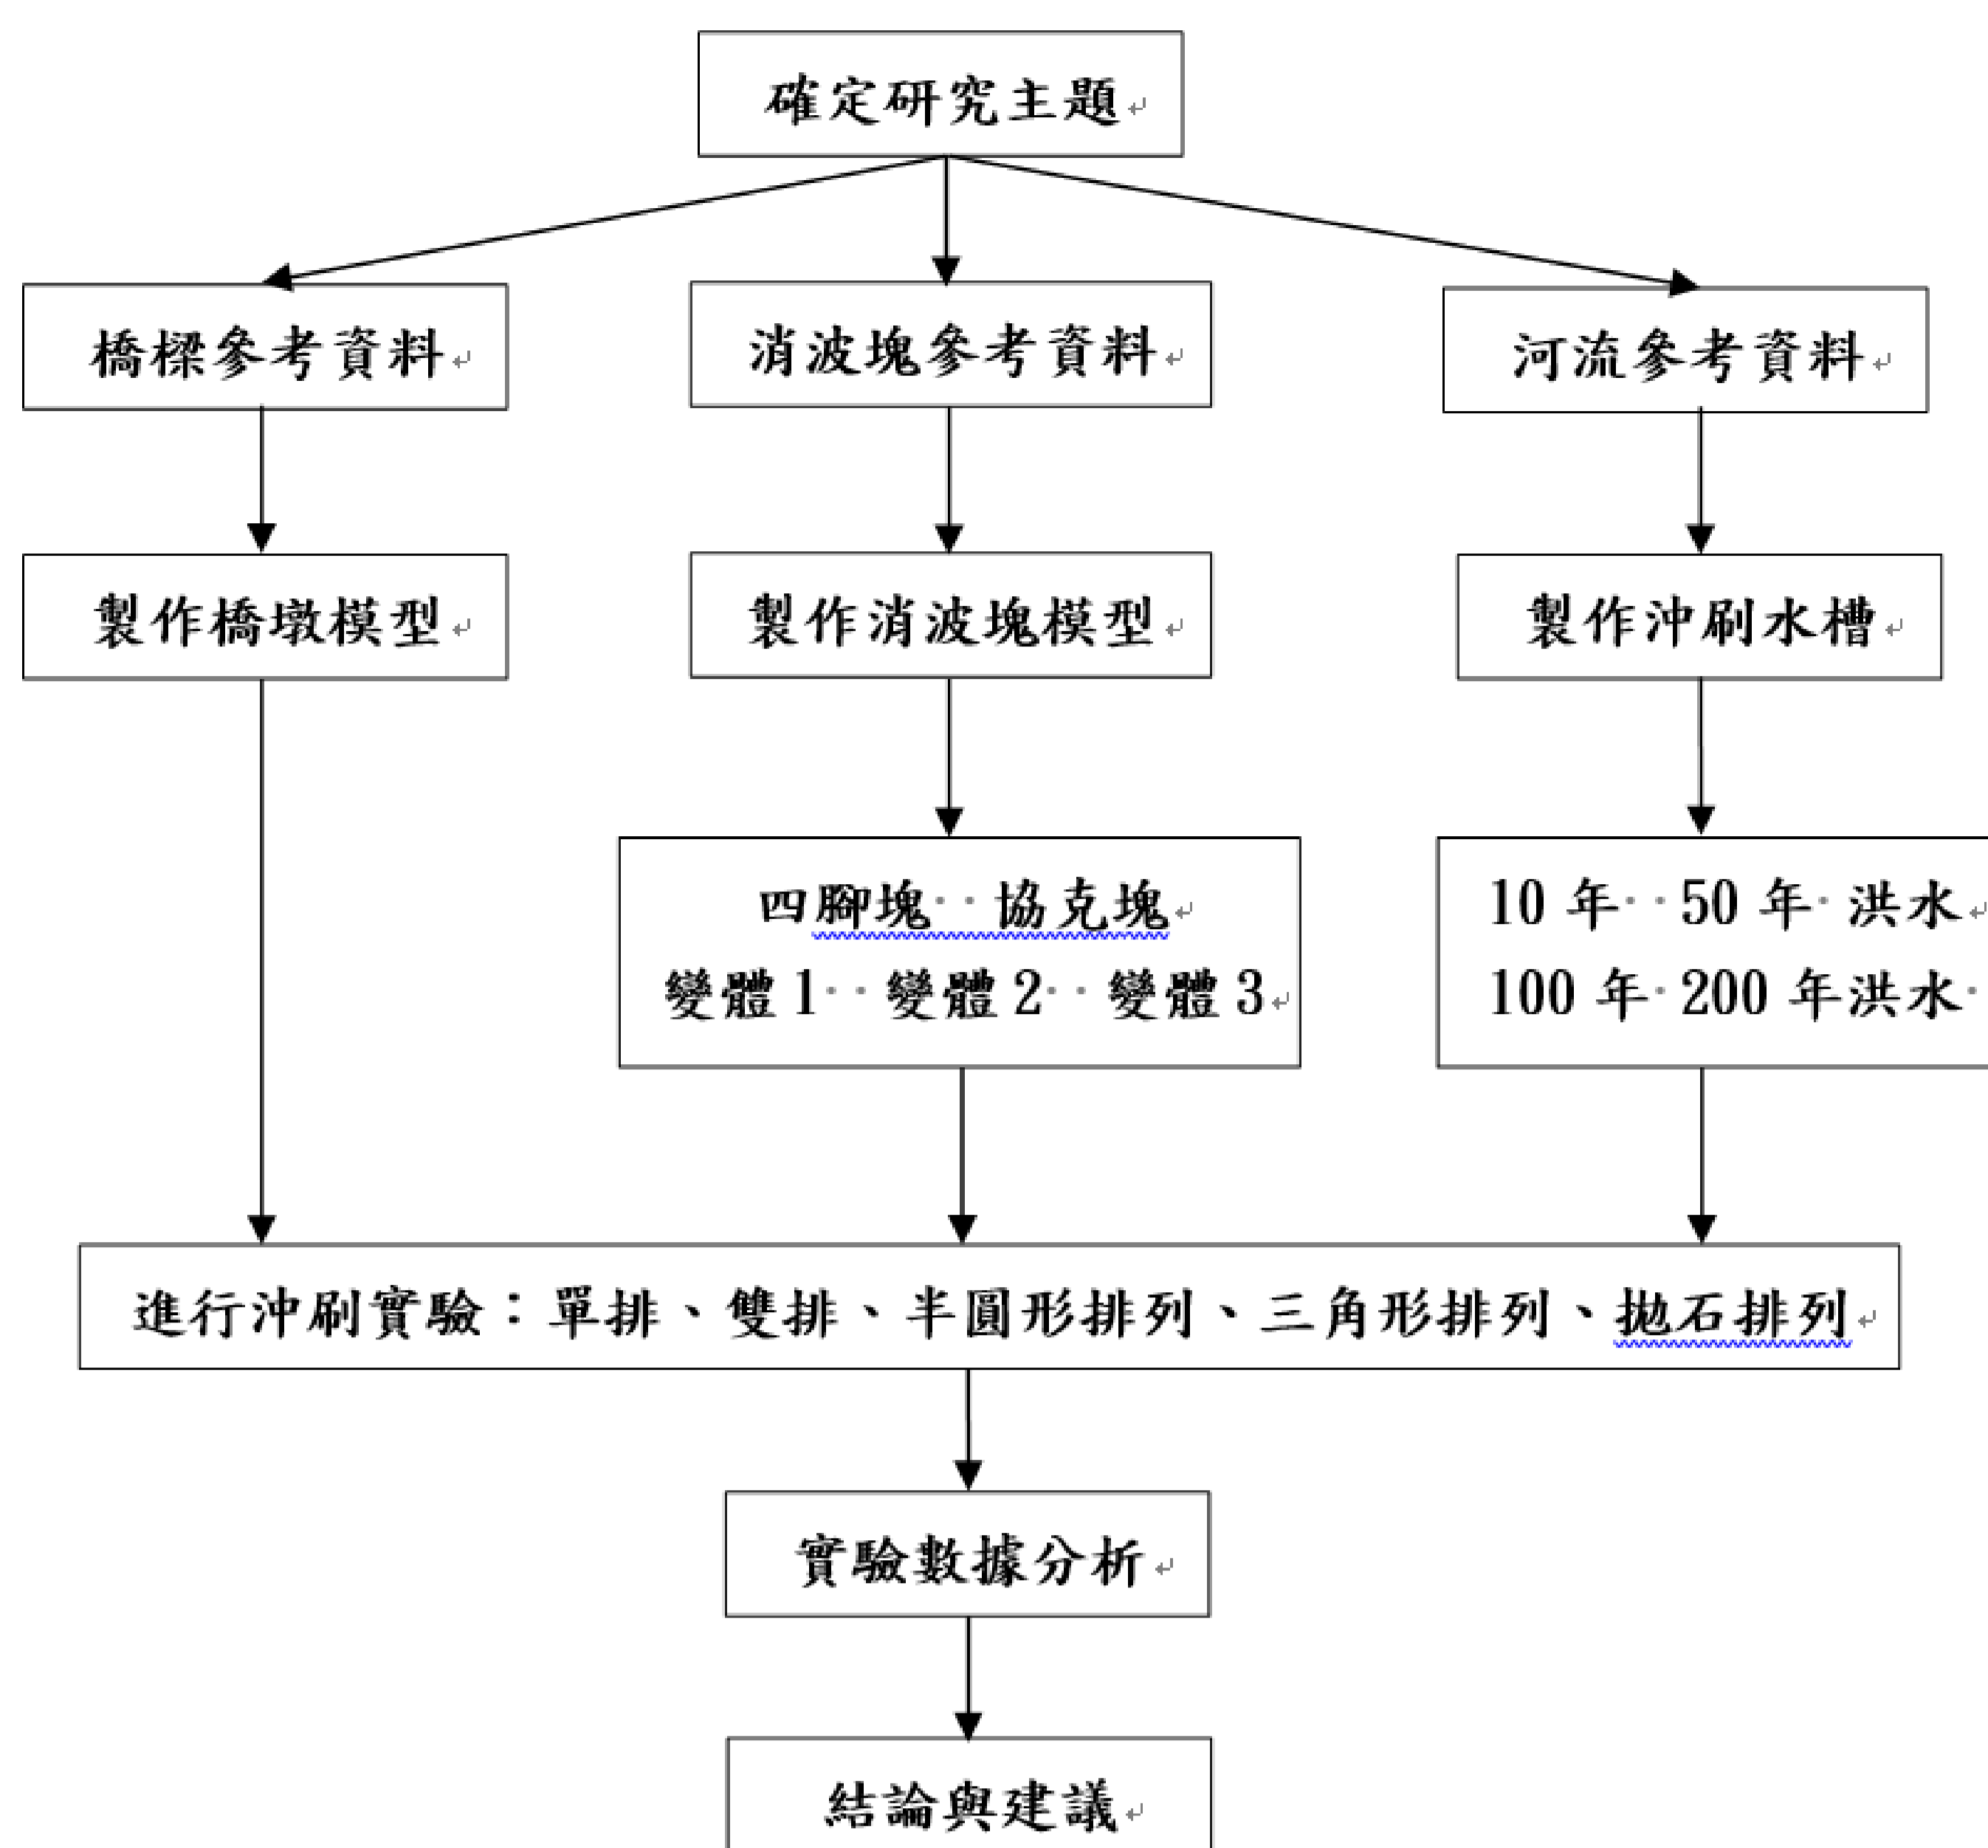 確定研究主題
橋樑參考資料
消波塊參考資料
河流參考資料
製作橋墩模型
製作消波塊模型
製作沖刷水槽
四腳塊 協克塊
變體 1 變體 2 變體 3
10 年 50 年 洪水
100 年 200 年洪水
進行沖刷實驗：單排、雙排、半圓形排列、三角形排列、拋石排列
實驗數據分析
結論與建議